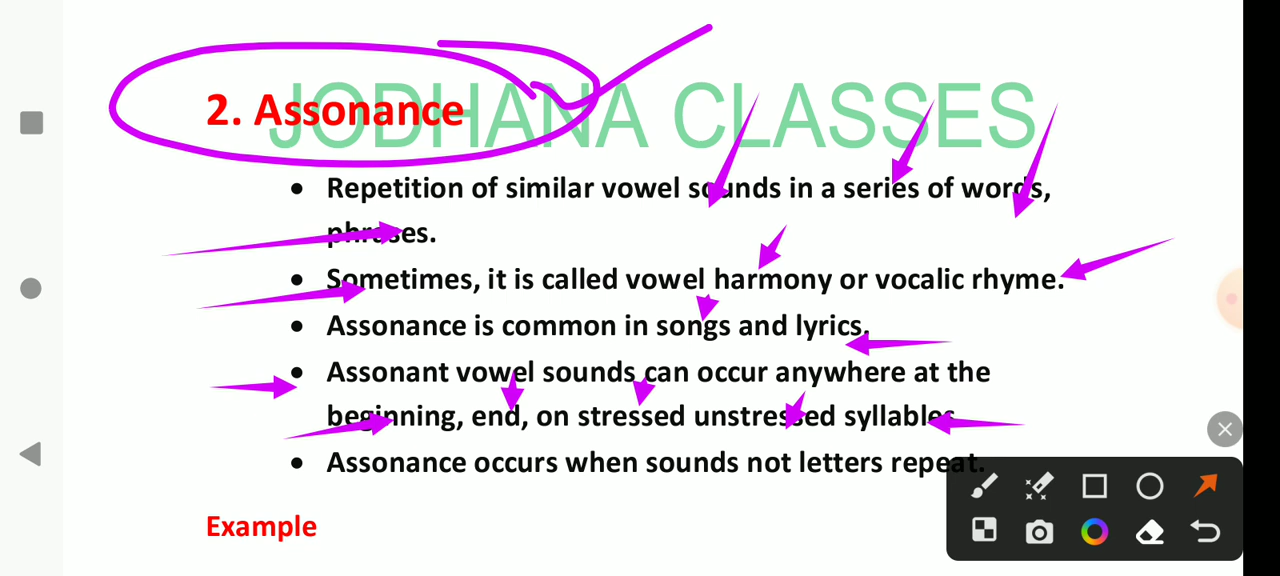 JODHANA CLASSES
2. Assonance
• Repetition of similar vowel sounds in a series of words,
phrases.
• Sometimes, it is called vowel harmony or vocalic rhyme.
• Assonance is common in songs and lyrics.
• Assonant vowel sounds can occur anywhere at the
beginning, end, on stressed unstressed syllables
• Assonance occurs when sounds not letters repeat.
Example